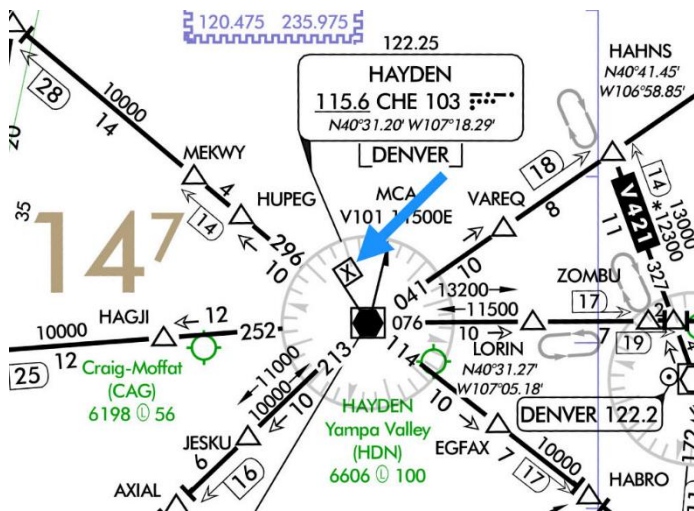 120.475 235.975
122.25
HAYDEN
115.6 CHE 103
N40°31.20' W107°18.29'
DENVER
HAHNS
N40°41.45'
W106°58.85'
28
10000
14
20
MEKWY
4
14
HUPEG
296
10
35
14⁷
MCA
V101 11500E
X
VAREQ
18
8
10
041
14
13000
*12300
V421
11
327
ZOMBU
13200
11500
17
076
10
7
2
19
LORIN
N40°31.27'
W107°05.18'
HAGJI
12
252
10000
12
25
Craig-Moffat
(CAG)
6198 Ⓛ 56
11000
10000
213
10
JESKU
6
16
AXIAL
HAYDEN
Yampa Valley
(HDN)
6606 Ⓛ 100
114
10
EGFAX
7
10000
17
HABRO
DENVER 122.2
172